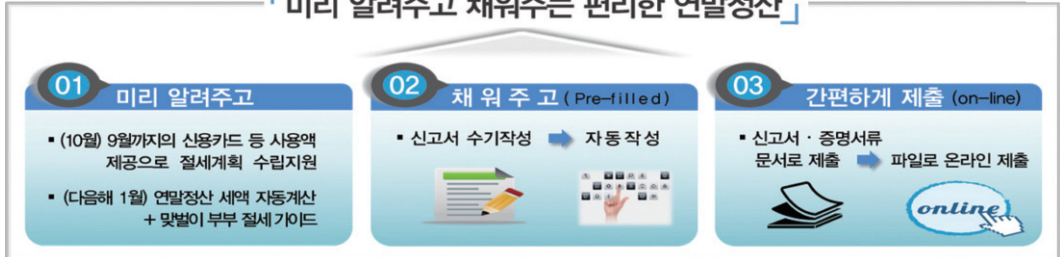 「미리 알려주고 채워주는 편리한 연말정산」
01
미리 알려주고
▪ (10월) 9월까지의 신용카드 등 사용액
제공으로 절세계획 수립지원
▪ (다음해 1월) 연말정산 세액 자동계산
+ 맞벌이 부부 절세 가이드
02
채워주고 (Pre-filled)
▪ 신고서 수기작성 ➡ 자동작성
03
간편하게 제출 (on-line)
▪ 신고서 · 증명서류
문서로 제출 ➡ 파일로 온라인 제출
online